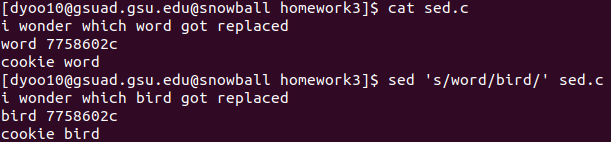 [dyoo10@gsuad.gsu.edu@snowball homework3]$ cat sed.c
i wonder which word got replaced
word 7758602c
cookie word
[dyoo10@gsuad.gsu.edu@snowball homework3]$ sed 's/word/bird/' sed.c
i wonder which bird got replaced
bird 7758602c
cookie bird